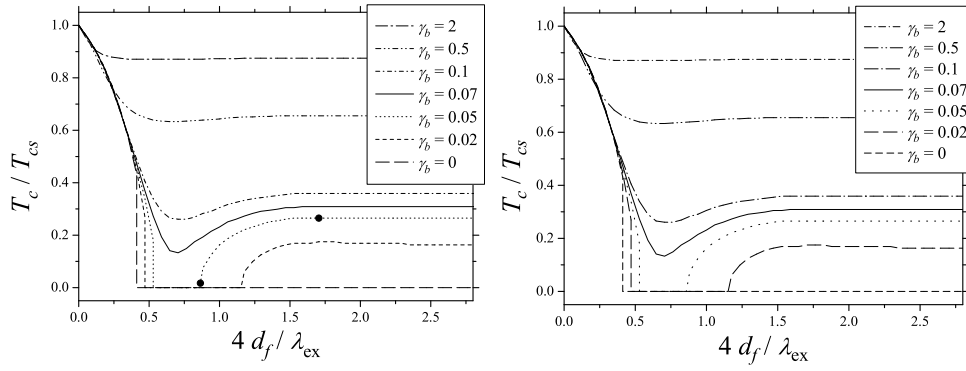 1.0
0.8
0.6
0.4
0.2
0.0
T_c / T_cs
0.0 0.5 1.0 1.5 2.0 2.5
4 d_f / λ_ex
γ_b = 2
γ_b = 0.5
γ_b = 0.1
γ_b = 0.07
γ_b = 0.05
γ_b = 0.02
γ_b = 0
1.0
0.8
0.6
0.4
0.2
0.0
T_c / T_cs
0.0 0.5 1.0 1.5 2.0 2.5
4 d_f / λ_ex
γ_b = 2
γ_b = 0.5
γ_b = 0.1
γ_b = 0.07
γ_b = 0.05
γ_b = 0.02
γ_b = 0